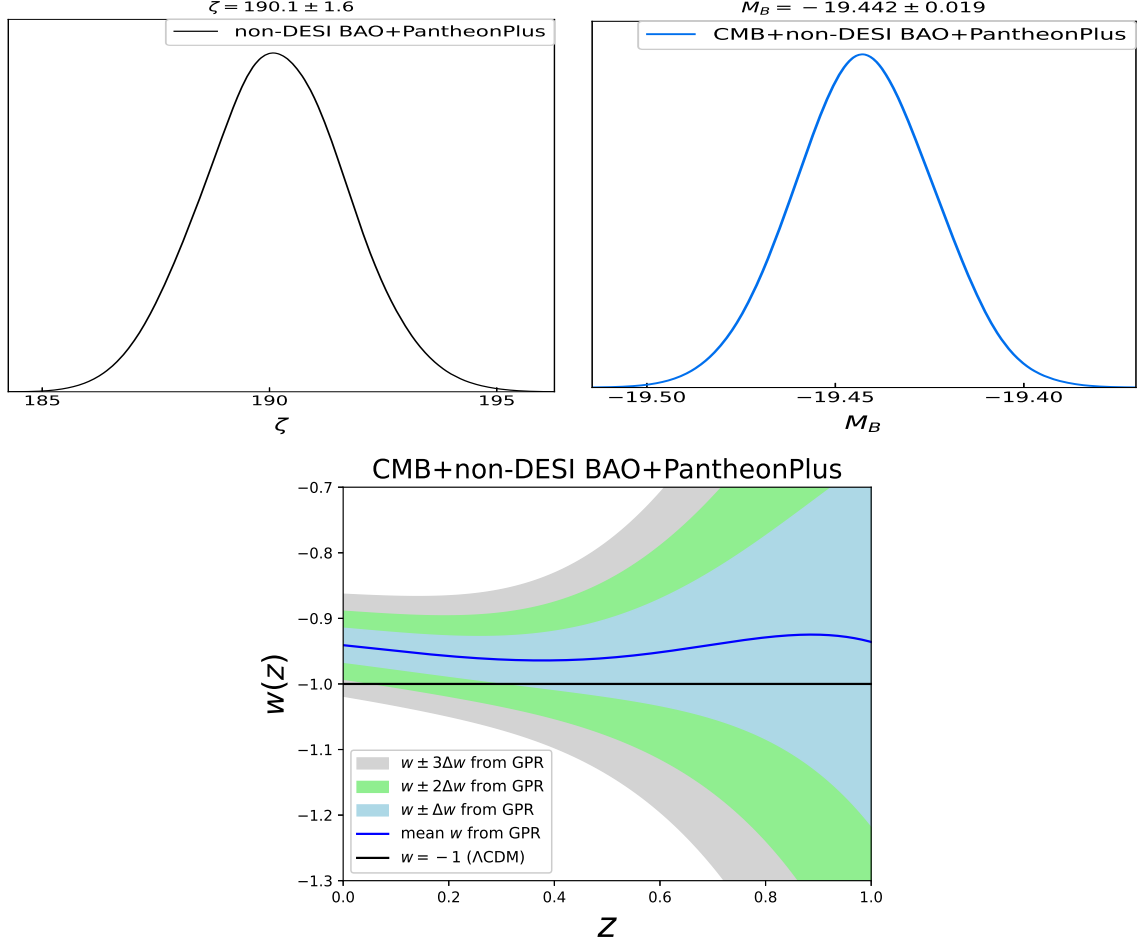 ζ = 190.1 ± 1.6
non-DESI BAO+PantheonPlus
185
190
195
ζ
M_B = −19.442 ± 0.019
CMB+non-DESI BAO+PantheonPlus
−19.50
−19.45
−19.40
M_B
CMB+non-DESI BAO+PantheonPlus
−0.7
−0.8
−0.9
−1.0
−1.1
−1.2
−1.3
w(z)
w ± 3Δw from GPR
w ± 2Δw from GPR
w ± Δw from GPR
mean w from GPR
w = −1 (ΛCDM)
0.0
0.2
0.4
0.6
0.8
1.0
z